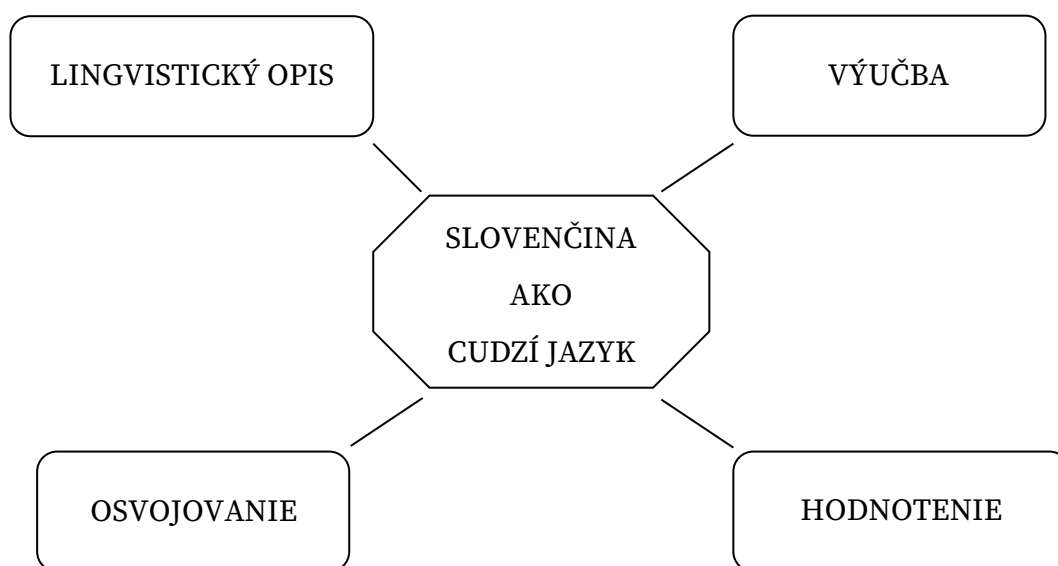 LINGVISTICKÝ OPIS
VÝUČBA
SLOVENČINA
AKO
CUDZÍ JAZYK
OSVOJOVANIE
HODNOTENIE